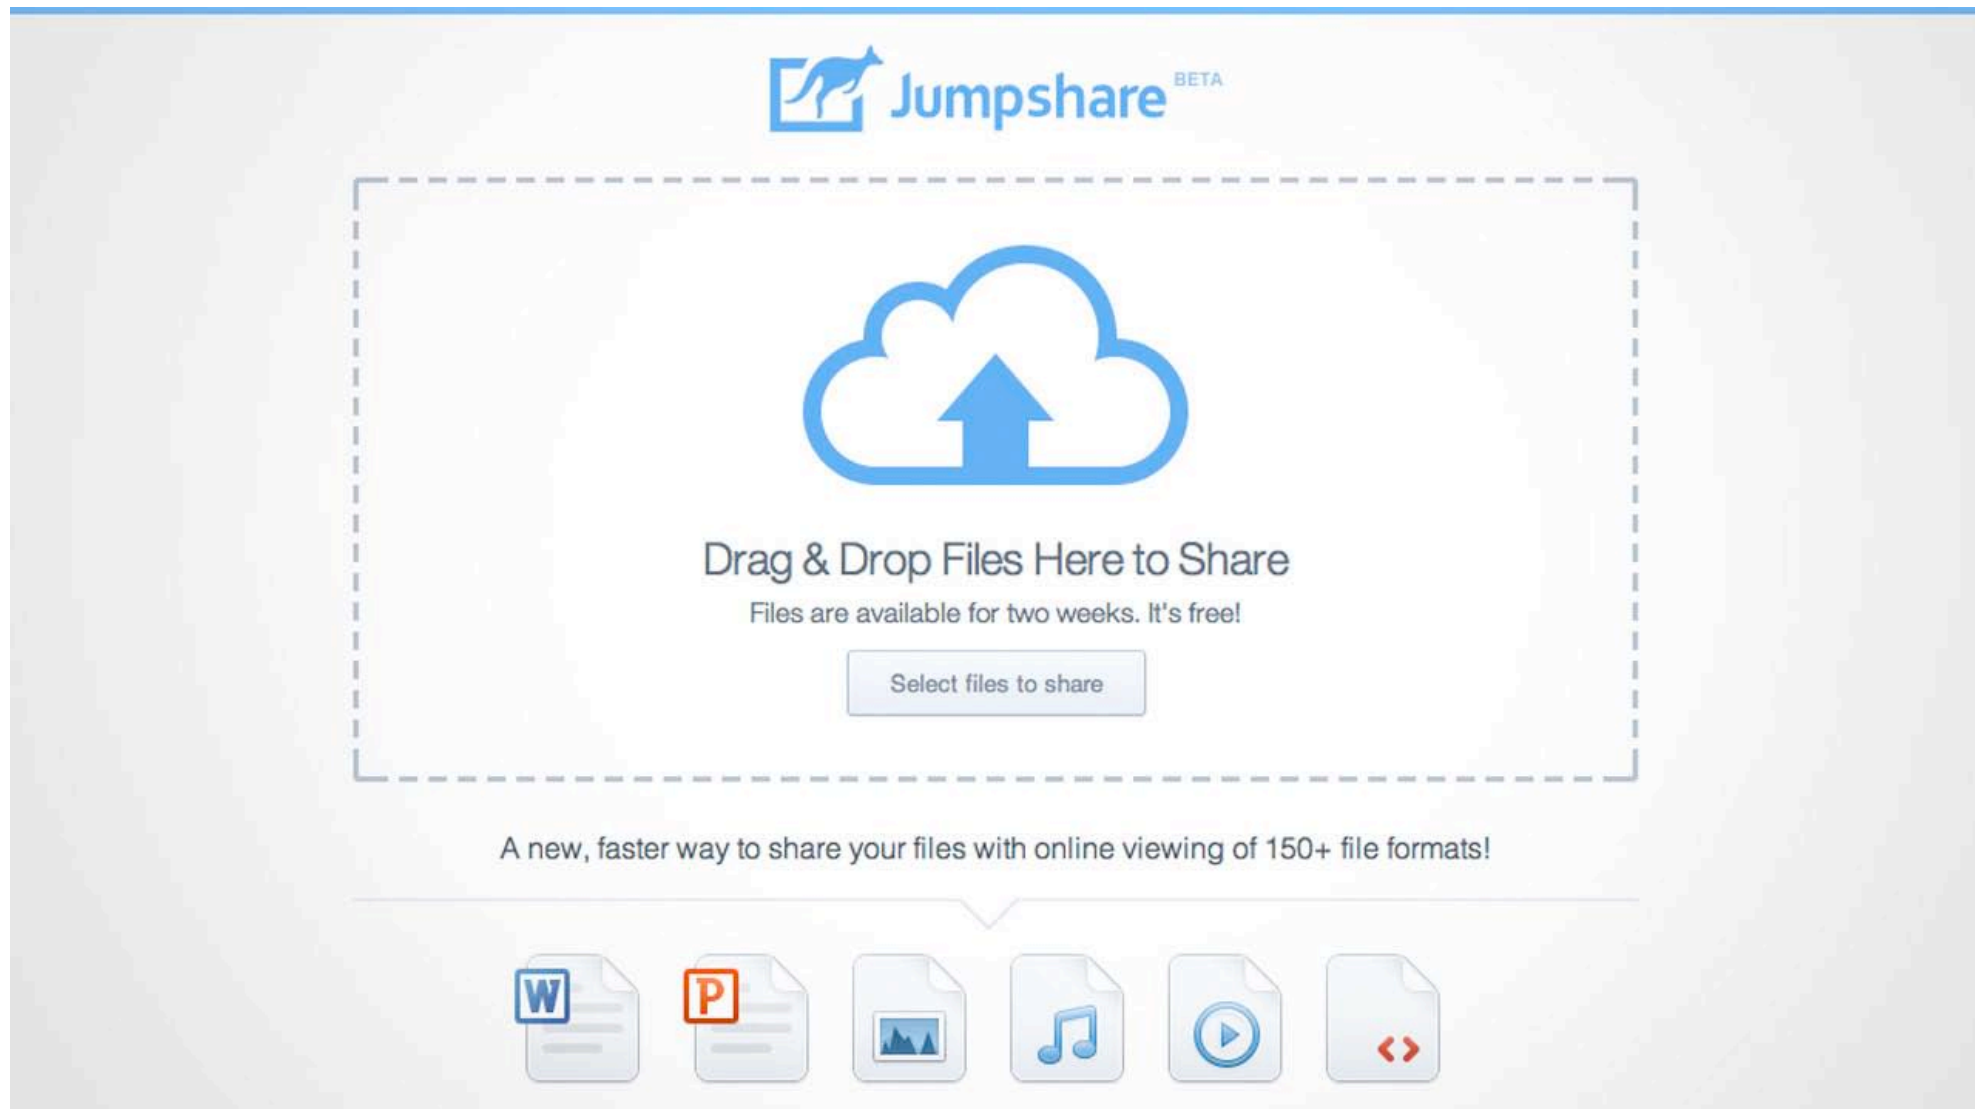 Jumpshare BETA
Drag & Drop Files Here to Share
Files are available for two weeks. It's free!
Select files to share
A new, faster way to share your files with online viewing of 150+ file formats!
W P <>